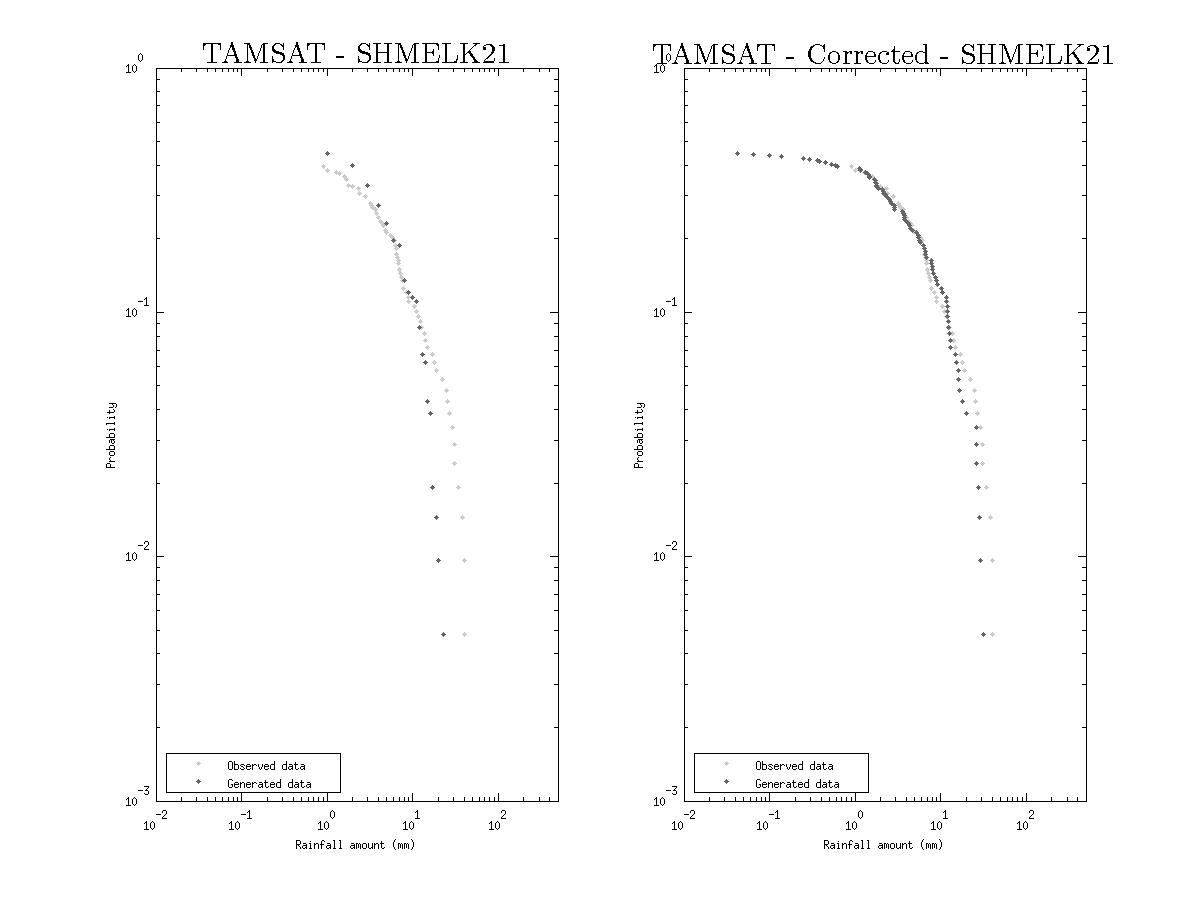 TAMSAT - SHMELK21
10^0
10^-1
10^-2
10^-3
Probability
Observed data
Generated data
10^-2 10^-1 10^0 10^1 10^2
Rainfall amount (mm)
TAMSAT - Corrected - SHMELK21
10^0
10^-1
10^-2
10^-3
Probability
Observed data
Generated data
10^-2 10^-1 10^0 10^1 10^2
Rainfall amount (mm)